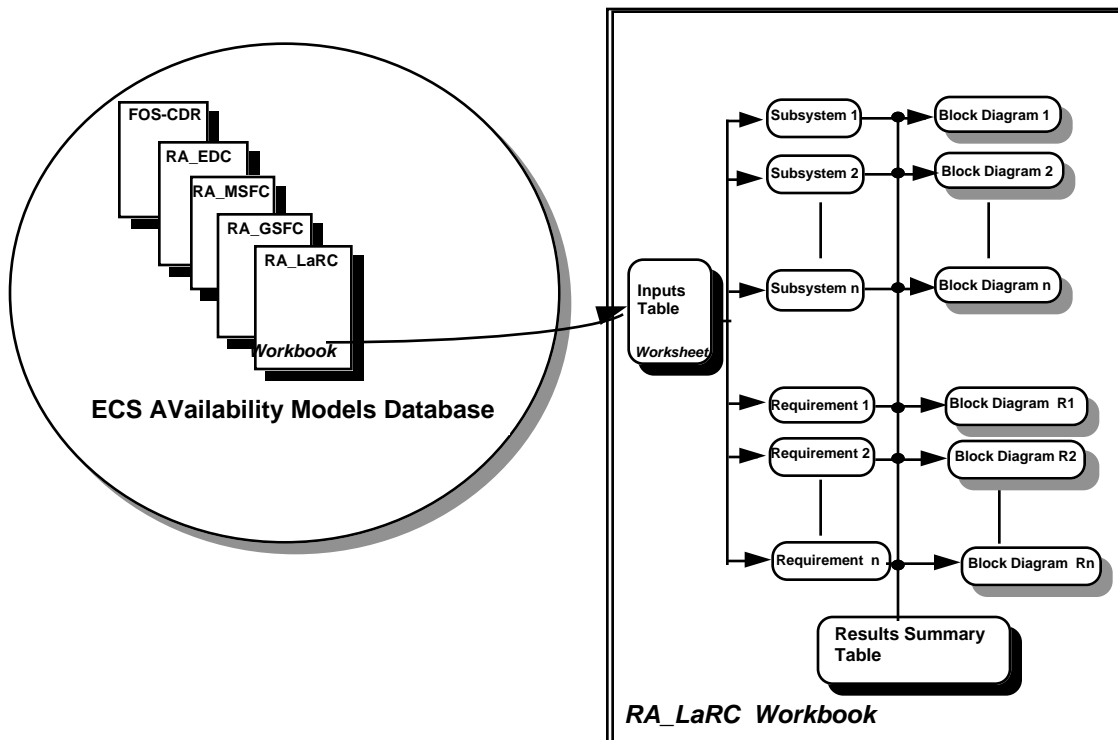 FOS-CDR
RA_EDC
RA_MSFC
RA_GSFC
RA_LaRC
Workbook
ECS AVailability Models Database
Inputs
Table
Worksheet
Subsystem 1
Block Diagram 1
Subsystem 2
Block Diagram 2
Subsystem n
Block Diagram n
Requirement 1
Block Diagram R1
Requirement 2
Block Diagram R2
Requirement n
Block Diagram Rn
Results Summary
Table
RA_LaRC Workbook